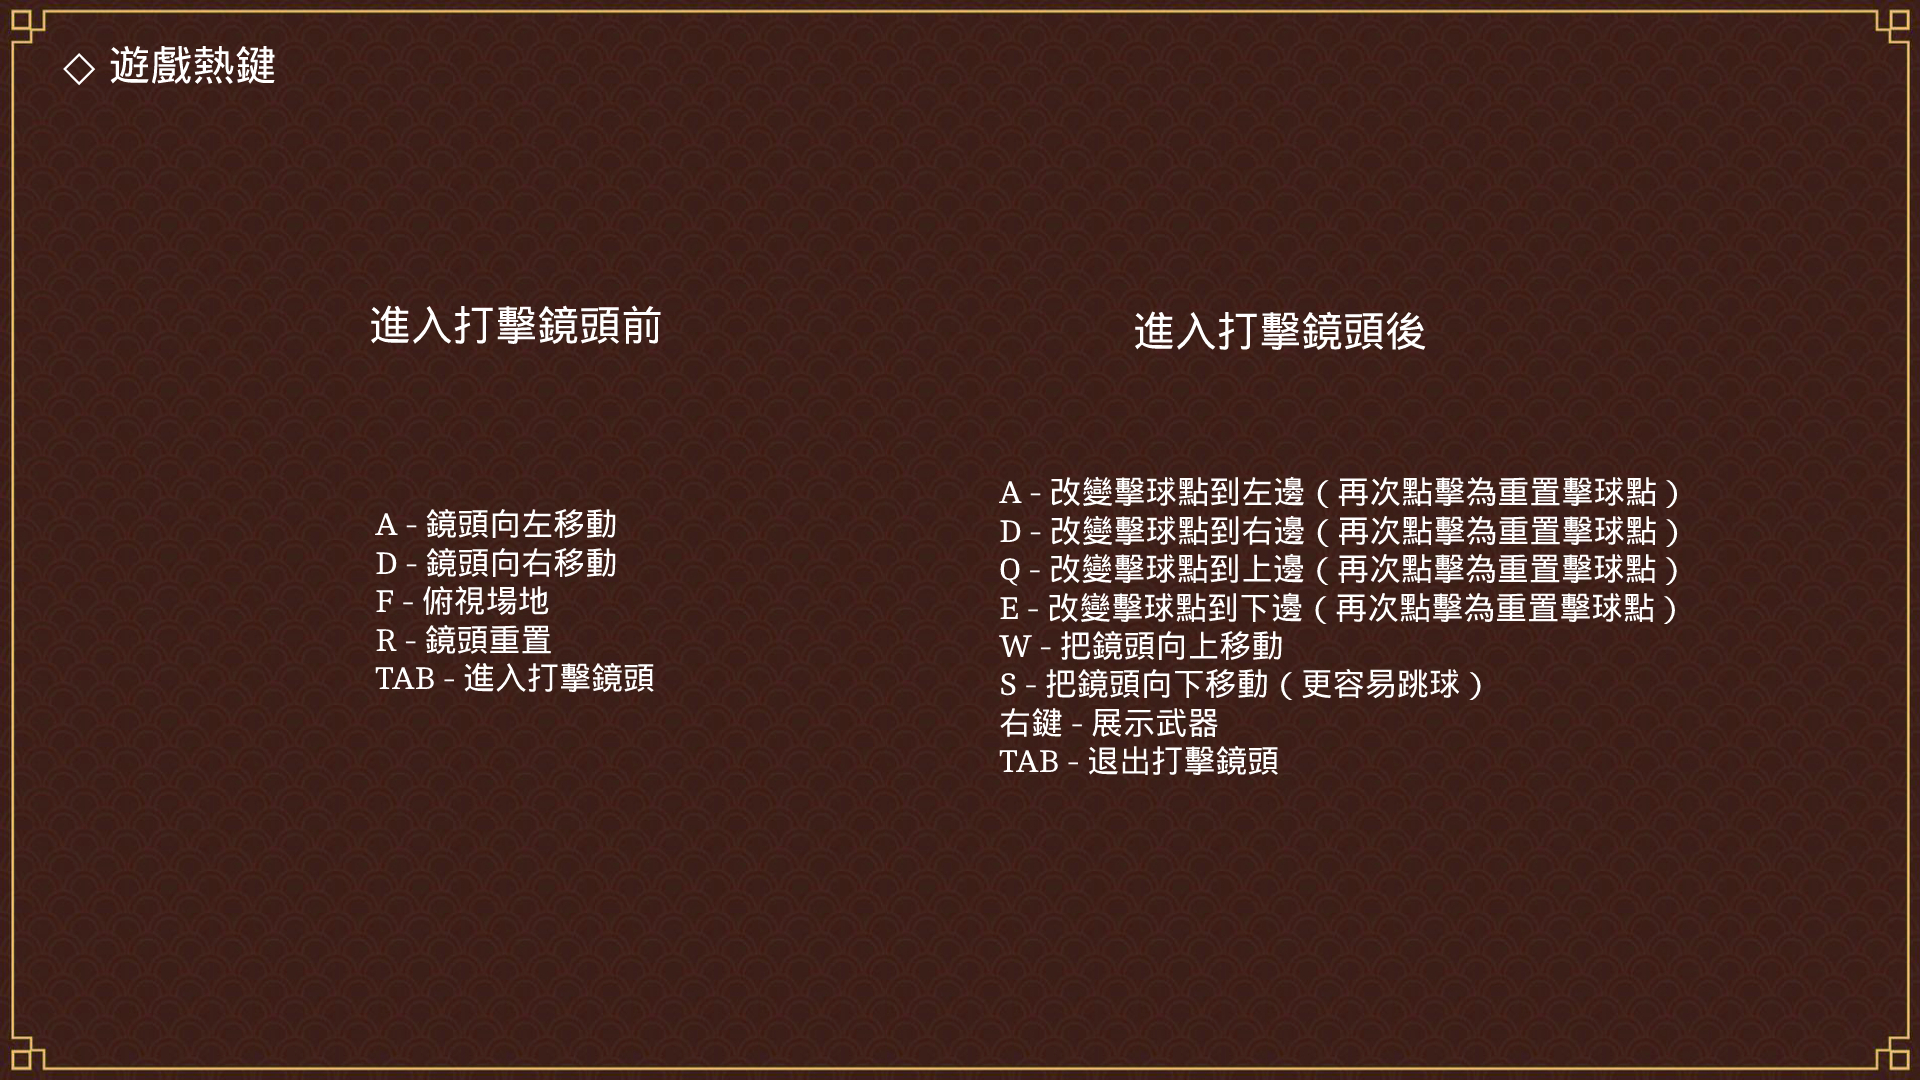 ◇ 遊戲熱鍵
進入打擊鏡頭前
A - 鏡頭向左移動
D - 鏡頭向右移動
F - 俯視場地
R - 鏡頭重置
TAB - 進入打擊鏡頭
進入打擊鏡頭後
A - 改變擊球點到左邊（再次點擊為重置擊球點）
D - 改變擊球點到右邊（再次點擊為重置擊球點）
Q - 改變擊球點到上邊（再次點擊為重置擊球點）
E - 改變擊球點到下邊（再次點擊為重置擊球點）
W - 把鏡頭向上移動
S - 把鏡頭向下移動（更容易跳球）
右鍵 - 展示武器
TAB - 退出打擊鏡頭